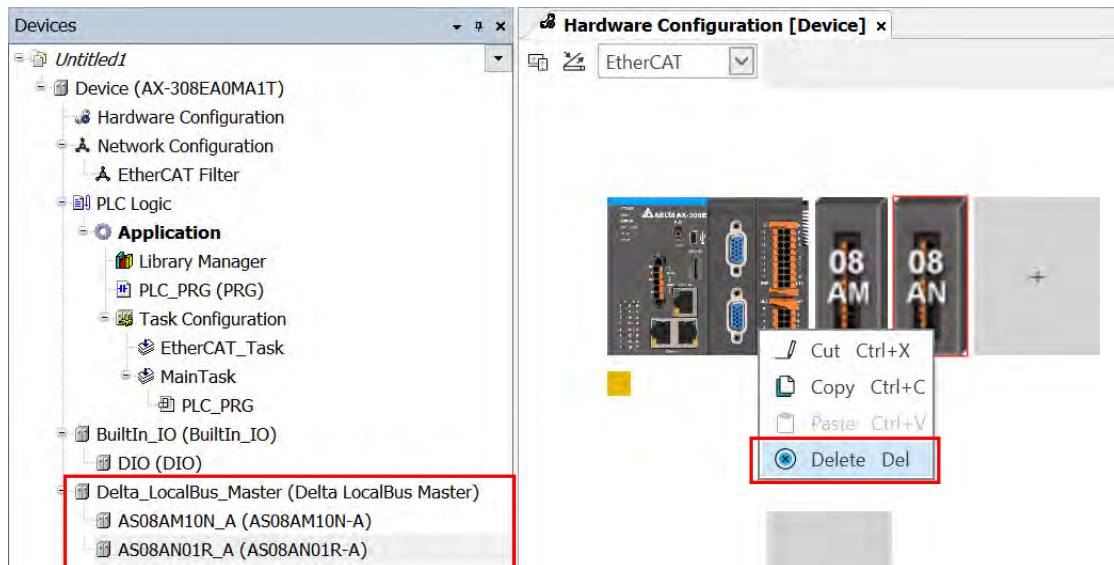 Devices
Untitled1
Device (AX-308EA0MA1T)
Hardware Configuration
Network Configuration
EtherCAT Filter
PLC Logic
Application
Library Manager
PLC_PRG (PRG)
Task Configuration
EtherCAT_Task
MainTask
PLC_PRG
BuiltIn_IO (BuiltIn_IO)
DIO (DIO)
Delta_LocalBus_Master (Delta LocalBus Master)
AS08AM10N_A (AS08AM10N-A)
AS08AN01R_A (AS08AN01R-A)
Hardware Configuration [Device]
EtherCAT
DELTA AX-308E
08
AM
08
AN
Cut Ctrl+X
Copy Ctrl+C
Paste Ctrl+V
Delete Del